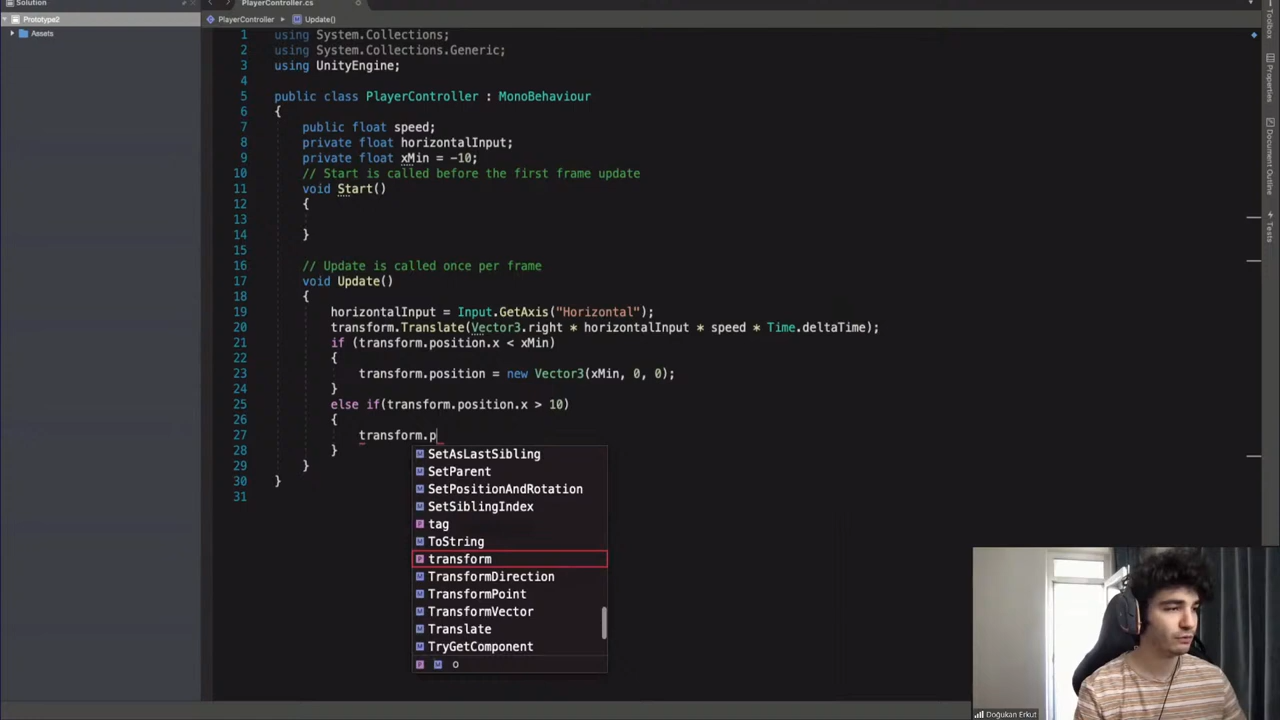 Solution
PlayerController.cs
Prototype2
PlayerController
Update()
Assets
1 using System.Collections;
2 using System.Collections.Generic;
3 using UnityEngine;
4
5 public class PlayerController : MonoBehaviour
6 {
7 public float speed;
8 private float horizontalInput;
9 private float xMin = -10;
10 // Start is called before the first frame update
11 void Start()
12 {
13
14 }
15
16 // Update is called once per frame
17 void Update()
18 {
19 horizontalInput = Input.GetAxis("Horizontal");
20 transform.Translate(Vector3.right * horizontalInput * speed * Time.deltaTime);
21 if (transform.position.x < xMin)
22 {
23 transform.position = new Vector3(xMin, 0, 0);
24 }
25 else if(transform.position.x > 10)
26 {
27 transform.p
28 }
29 }
30 }
31
SetAsLastSibling
SetParent
SetPositionAndRotation
SetSiblingIndex
tag
ToString
transform
TransformDirection
TransformPoint
TransformVector
Translate
TryGetComponent
Toolbox
Properties
Document Outline
Tests
Doğukan Erkut